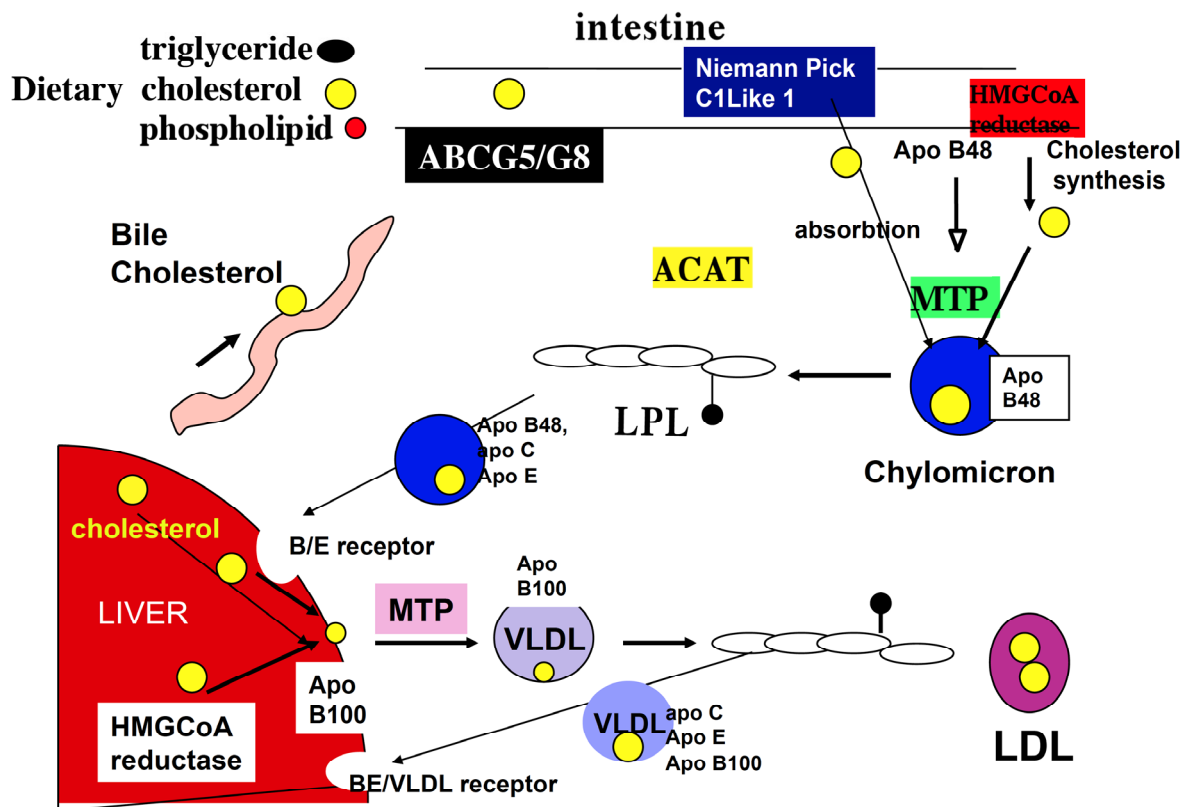 intestine
triglyceride
Dietary cholesterol
phospholipid
Niemann Pick
C1Like 1
HMGCoA
reductase
ABCG5/G8
Apo B48
Cholesterol
synthesis
absorbtion
Bile
Cholesterol
ACAT
MTP
Apo
B48
LPL
Chylomicron
Apo B48,
apo C
Apo E
cholesterol
B/E receptor
LIVER
MTP
Apo
B100
VLDL
Apo
B100
HMGCoA
reductase
VLDL
apo C
Apo E
Apo B100
LDL
BE/VLDL receptor